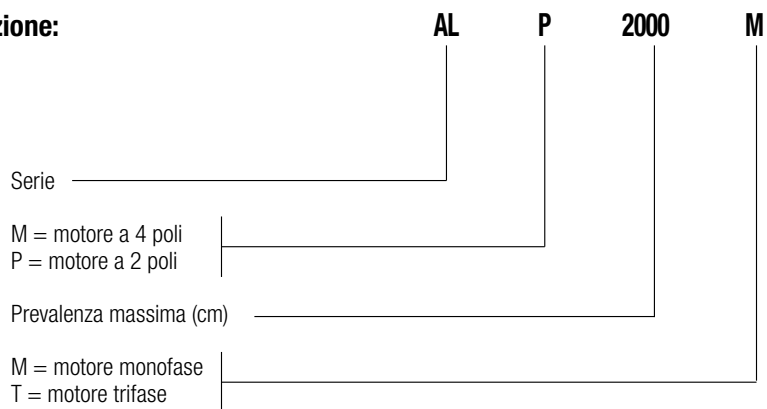 zione: AL P 2000 M
Serie
M = motore a 4 poli
P = motore a 2 poli
Prevalenza massima (cm)
M = motore monofase
T = motore trifase